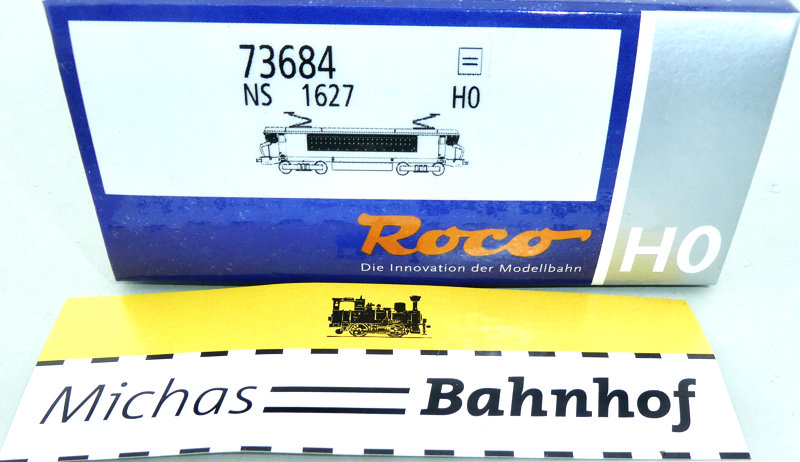 73684
NS 1627 H0
Roco
Die Innovation der Modellbahn
H0
Michas Bahnhof